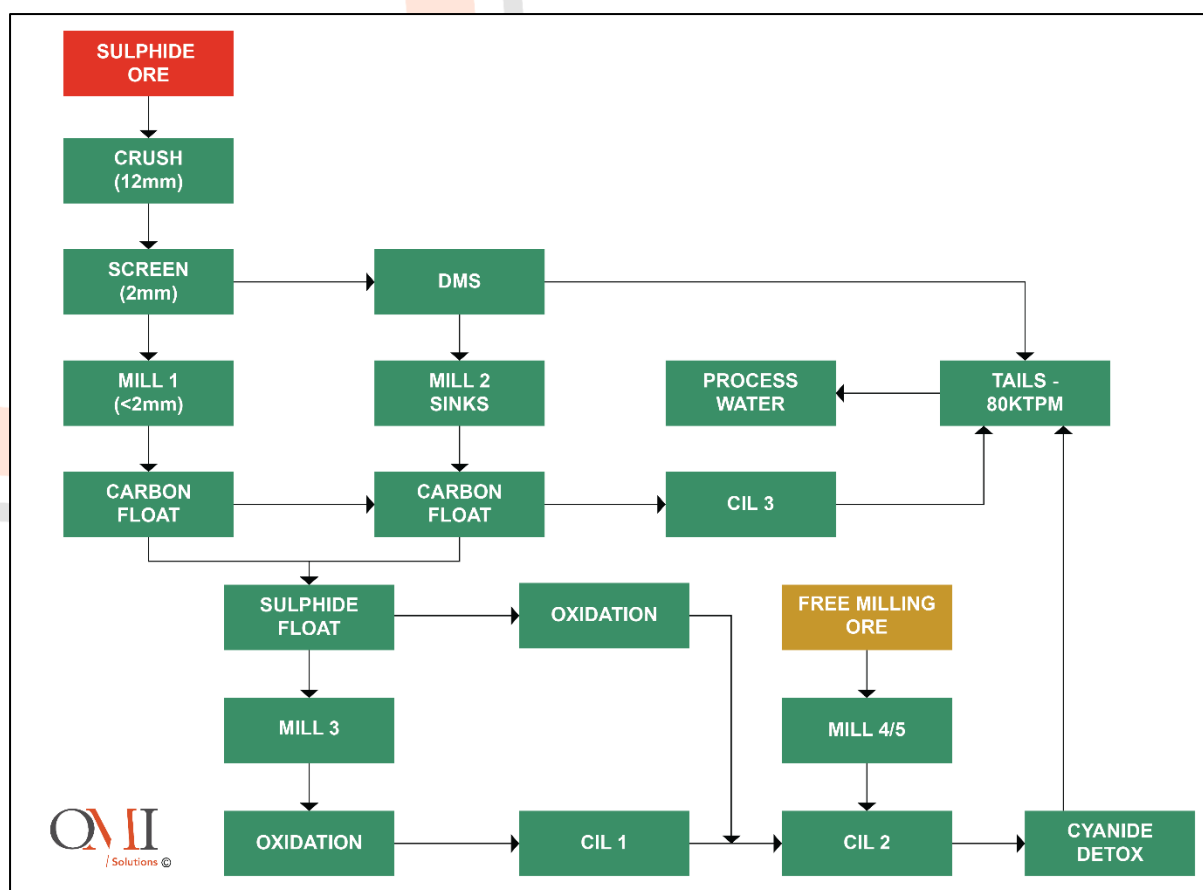 SULPHIDE
ORE
CRUSH
(12mm)
SCREEN
(2mm)
DMS
MILL 1
(<2mm)
MILL 2
SINKS
PROCESS
WATER
TAILS -
80KTPM
CARBON
FLOAT
CARBON
FLOAT
CIL 3
SULPHIDE
FLOAT
OXIDATION
FREE MILLING
ORE
MILL 3
MILL 4/5
OXIDATION
CIL 1
CIL 2
CYANIDE
DETOX
OMI
/ Solutions ©